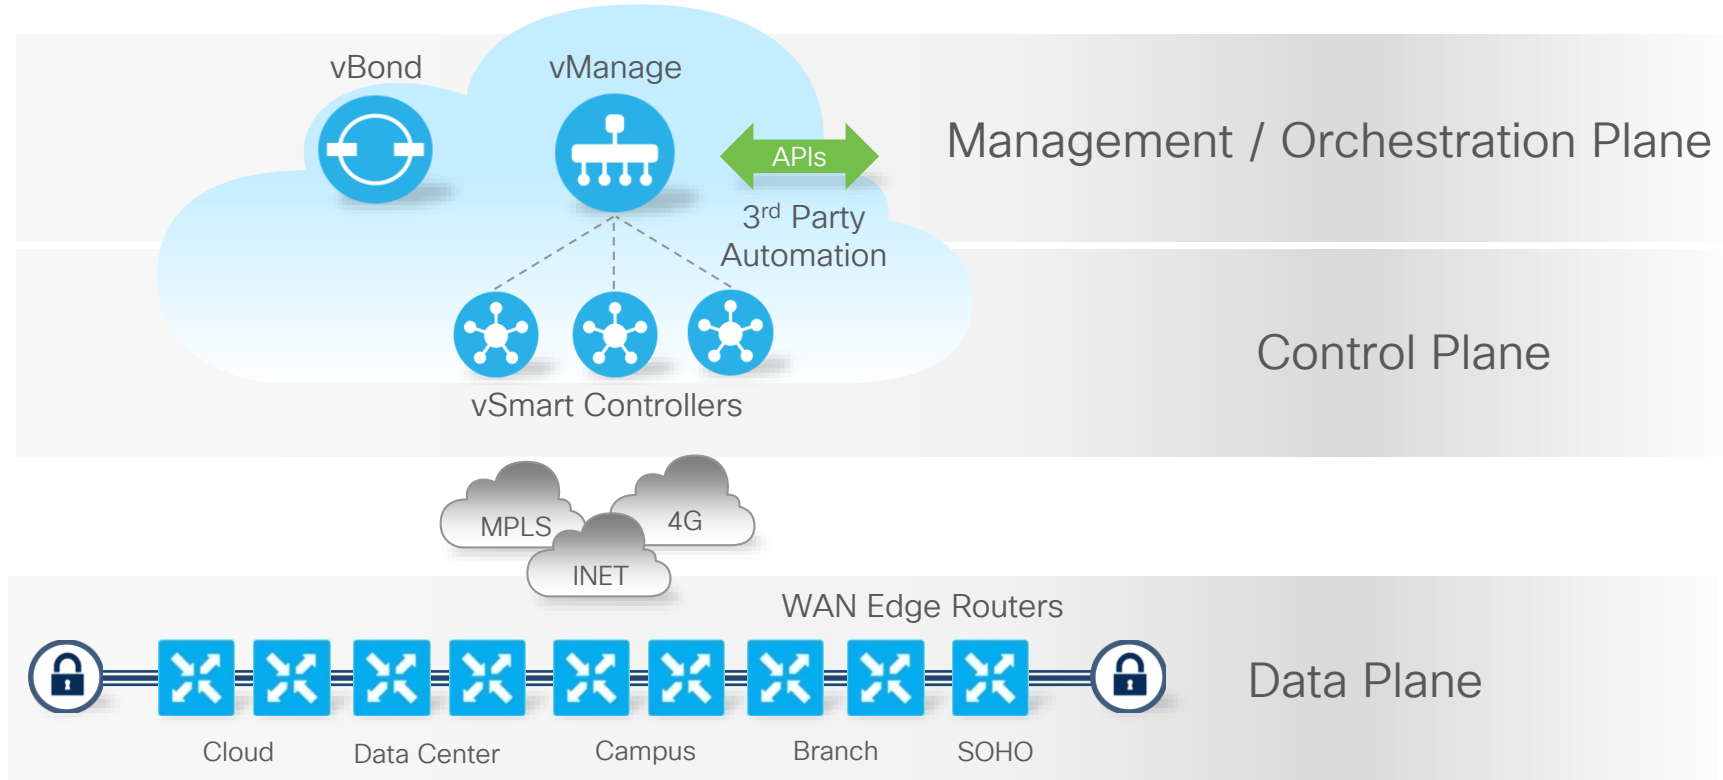 vBond
vManage
APIs
Management / Orchestration Plane
3rd Party
Automation
Control Plane
vSmart Controllers
MPLS
4G
INET
WAN Edge Routers
Data Plane
Cloud
Data Center
Campus
Branch
SOHO